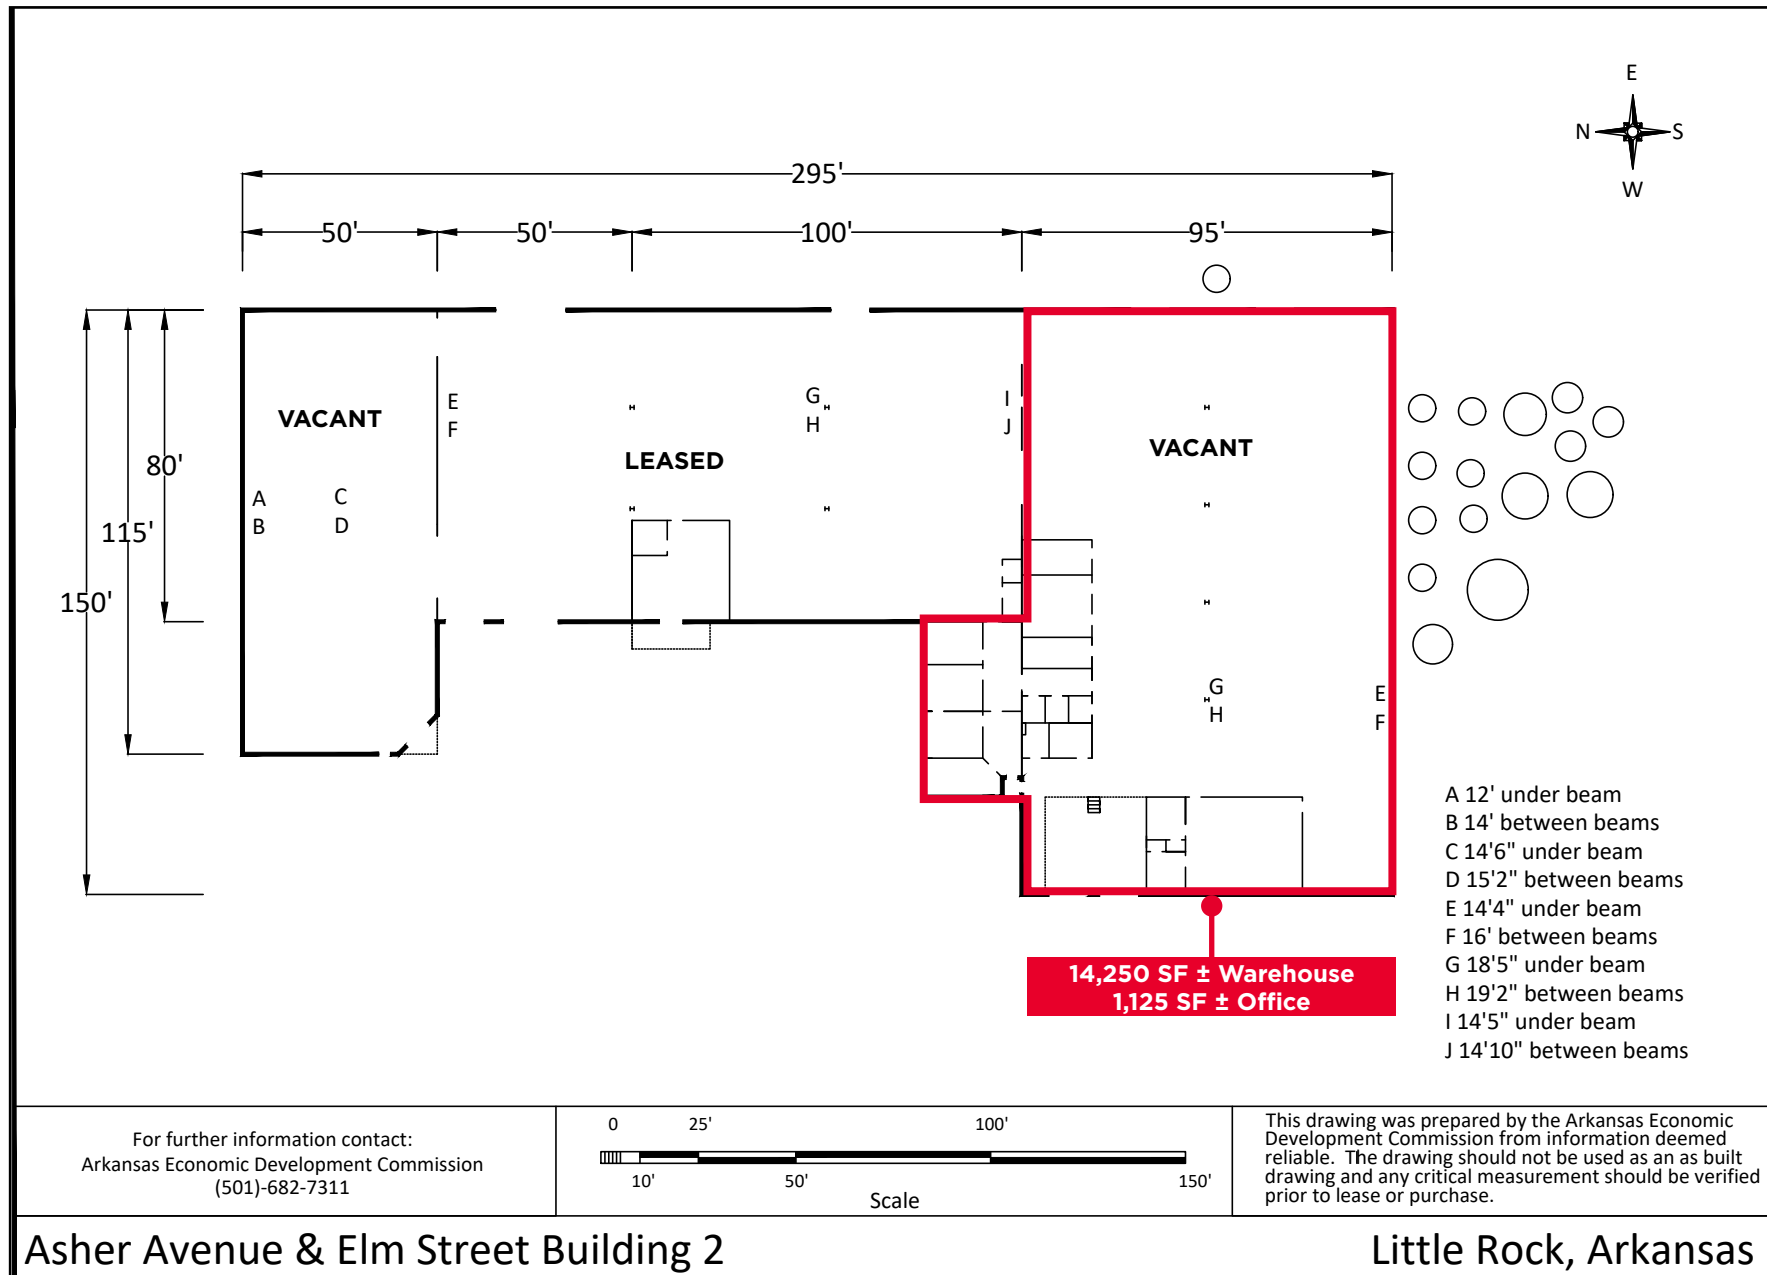 E
N S
W
295'
50' 50' 100' 95'
VACANT
LEASED
VACANT
E
F
G
H
I
J
A
B
C
D
80'
115'
150'
G
H
E
F
14,250 SF ± Warehouse
1,125 SF ± Office
A 12' under beam
B 14' between beams
C 14'6" under beam
D 15'2" between beams
E 14'4" under beam
F 16' between beams
G 18'5" under beam
H 19'2" between beams
I 14'5" under beam
J 14'10" between beams
For further information contact:
Arkansas Economic Development Commission
(501)-682-7311
0 25' 100'
10' 50' 150'
Scale
This drawing was prepared by the Arkansas Economic
Development Commission from information deemed
reliable. The drawing should not be used as an as built
drawing and any critical measurement should be verified
prior to lease or purchase.
Asher Avenue & Elm Street Building 2
Little Rock, Arkansas